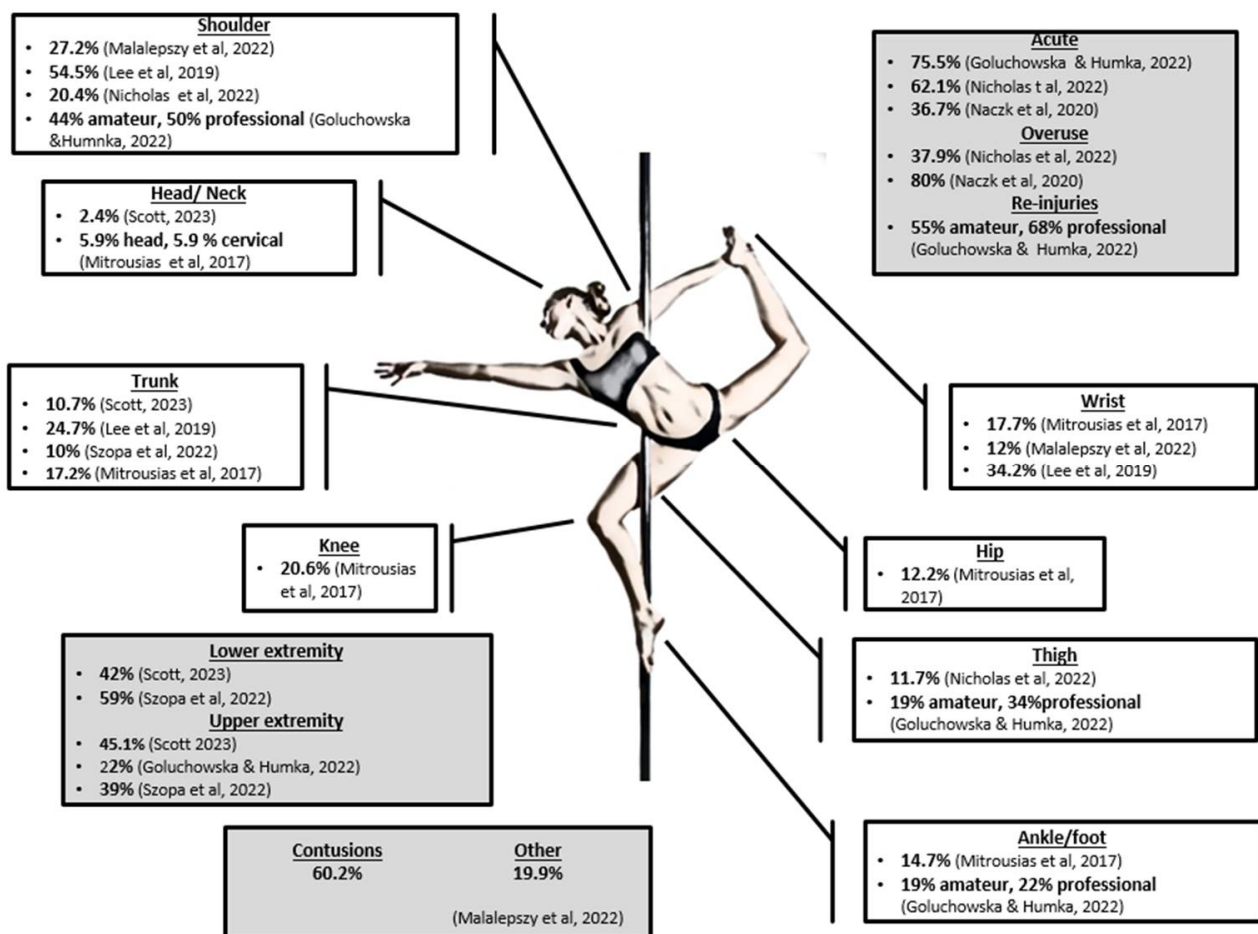 Shoulder
• 27.2% (Malalepszy et al, 2022)
• 54.5% (Lee et al, 2019)
• 20.4% (Nicholas et al, 2022)
• 44% amateur, 50% professional (Goluchowska
&Humnka, 2022)
Acute
• 75.5% (Goluchowska & Humka, 2022)
• 62.1% (Nicholas t al, 2022)
• 36.7% (Naczk et al, 2020)
Overuse
• 37.9% (Nicholas et al, 2022)
• 80% (Naczk et al, 2020)
Re-injuries
• 55% amateur, 68% professional
(Goluchowska & Humka, 2022)
Head/ Neck
• 2.4% (Scott, 2023)
• 5.9% head, 5.9 % cervical
(Mitrousias et al, 2017)
Trunk
• 10.7% (Scott, 2023)
• 24.7% (Lee et al, 2019)
• 10% (Szopa et al, 2022)
• 17.2% (Mitrousias et al, 2017)
Wrist
• 17.7% (Mitrousias et al, 2017)
• 12% (Malalepszy et al, 2022)
• 34.2% (Lee et al, 2019)
Knee
• 20.6% (Mitrousias
et al, 2017)
Hip
• 12.2% (Mitrousias et al,
2017)
Lower extremity
• 42% (Scott, 2023)
• 59% (Szopa et al, 2022)
Upper extremity
• 45.1% (Scott 2023)
• 22% (Goluchowska & Humka, 2022)
• 39% (Szopa et al, 2022)
Thigh
• 11.7% (Nicholas et al, 2022)
• 19% amateur, 34%professional
(Goluchowska & Humka, 2022)
Contusions Other
60.2% 19.9%
(Malalepszy et al, 2022)
Ankle/foot
• 14.7% (Mitrousias et al, 2017)
• 19% amateur, 22% professional
(Goluchowska & Humka, 2022)